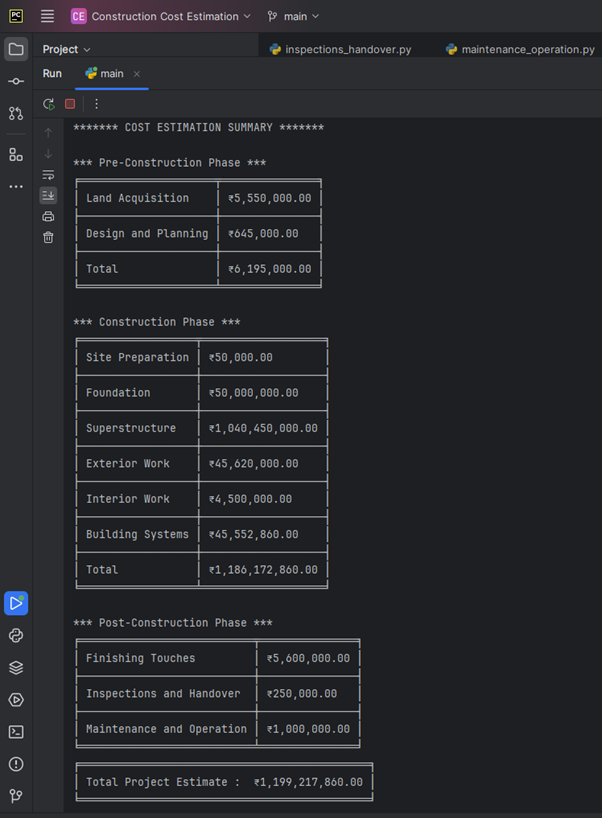 PC
CE Construction Cost Estimation main
Project
inspections_handover.py maintenance_operation.py
Run main
******* COST ESTIMATION SUMMARY *******
*** Pre-Construction Phase ***
Land Acquisition ₹5,550,000.00
Design and Planning ₹645,000.00
Total ₹6,195,000.00
*** Construction Phase ***
Site Preparation ₹50,000.00
Foundation ₹50,000,000.00
Superstructure ₹1,040,450,000.00
Exterior Work ₹45,620,000.00
Interior Work ₹4,500,000.00
Building Systems ₹45,552,860.00
Total ₹1,186,172,860.00
*** Post-Construction Phase ***
Finishing Touches ₹5,600,000.00
Inspections and Handover ₹250,000.00
Maintenance and Operation ₹1,000,000.00
Total Project Estimate : ₹1,199,217,860.00